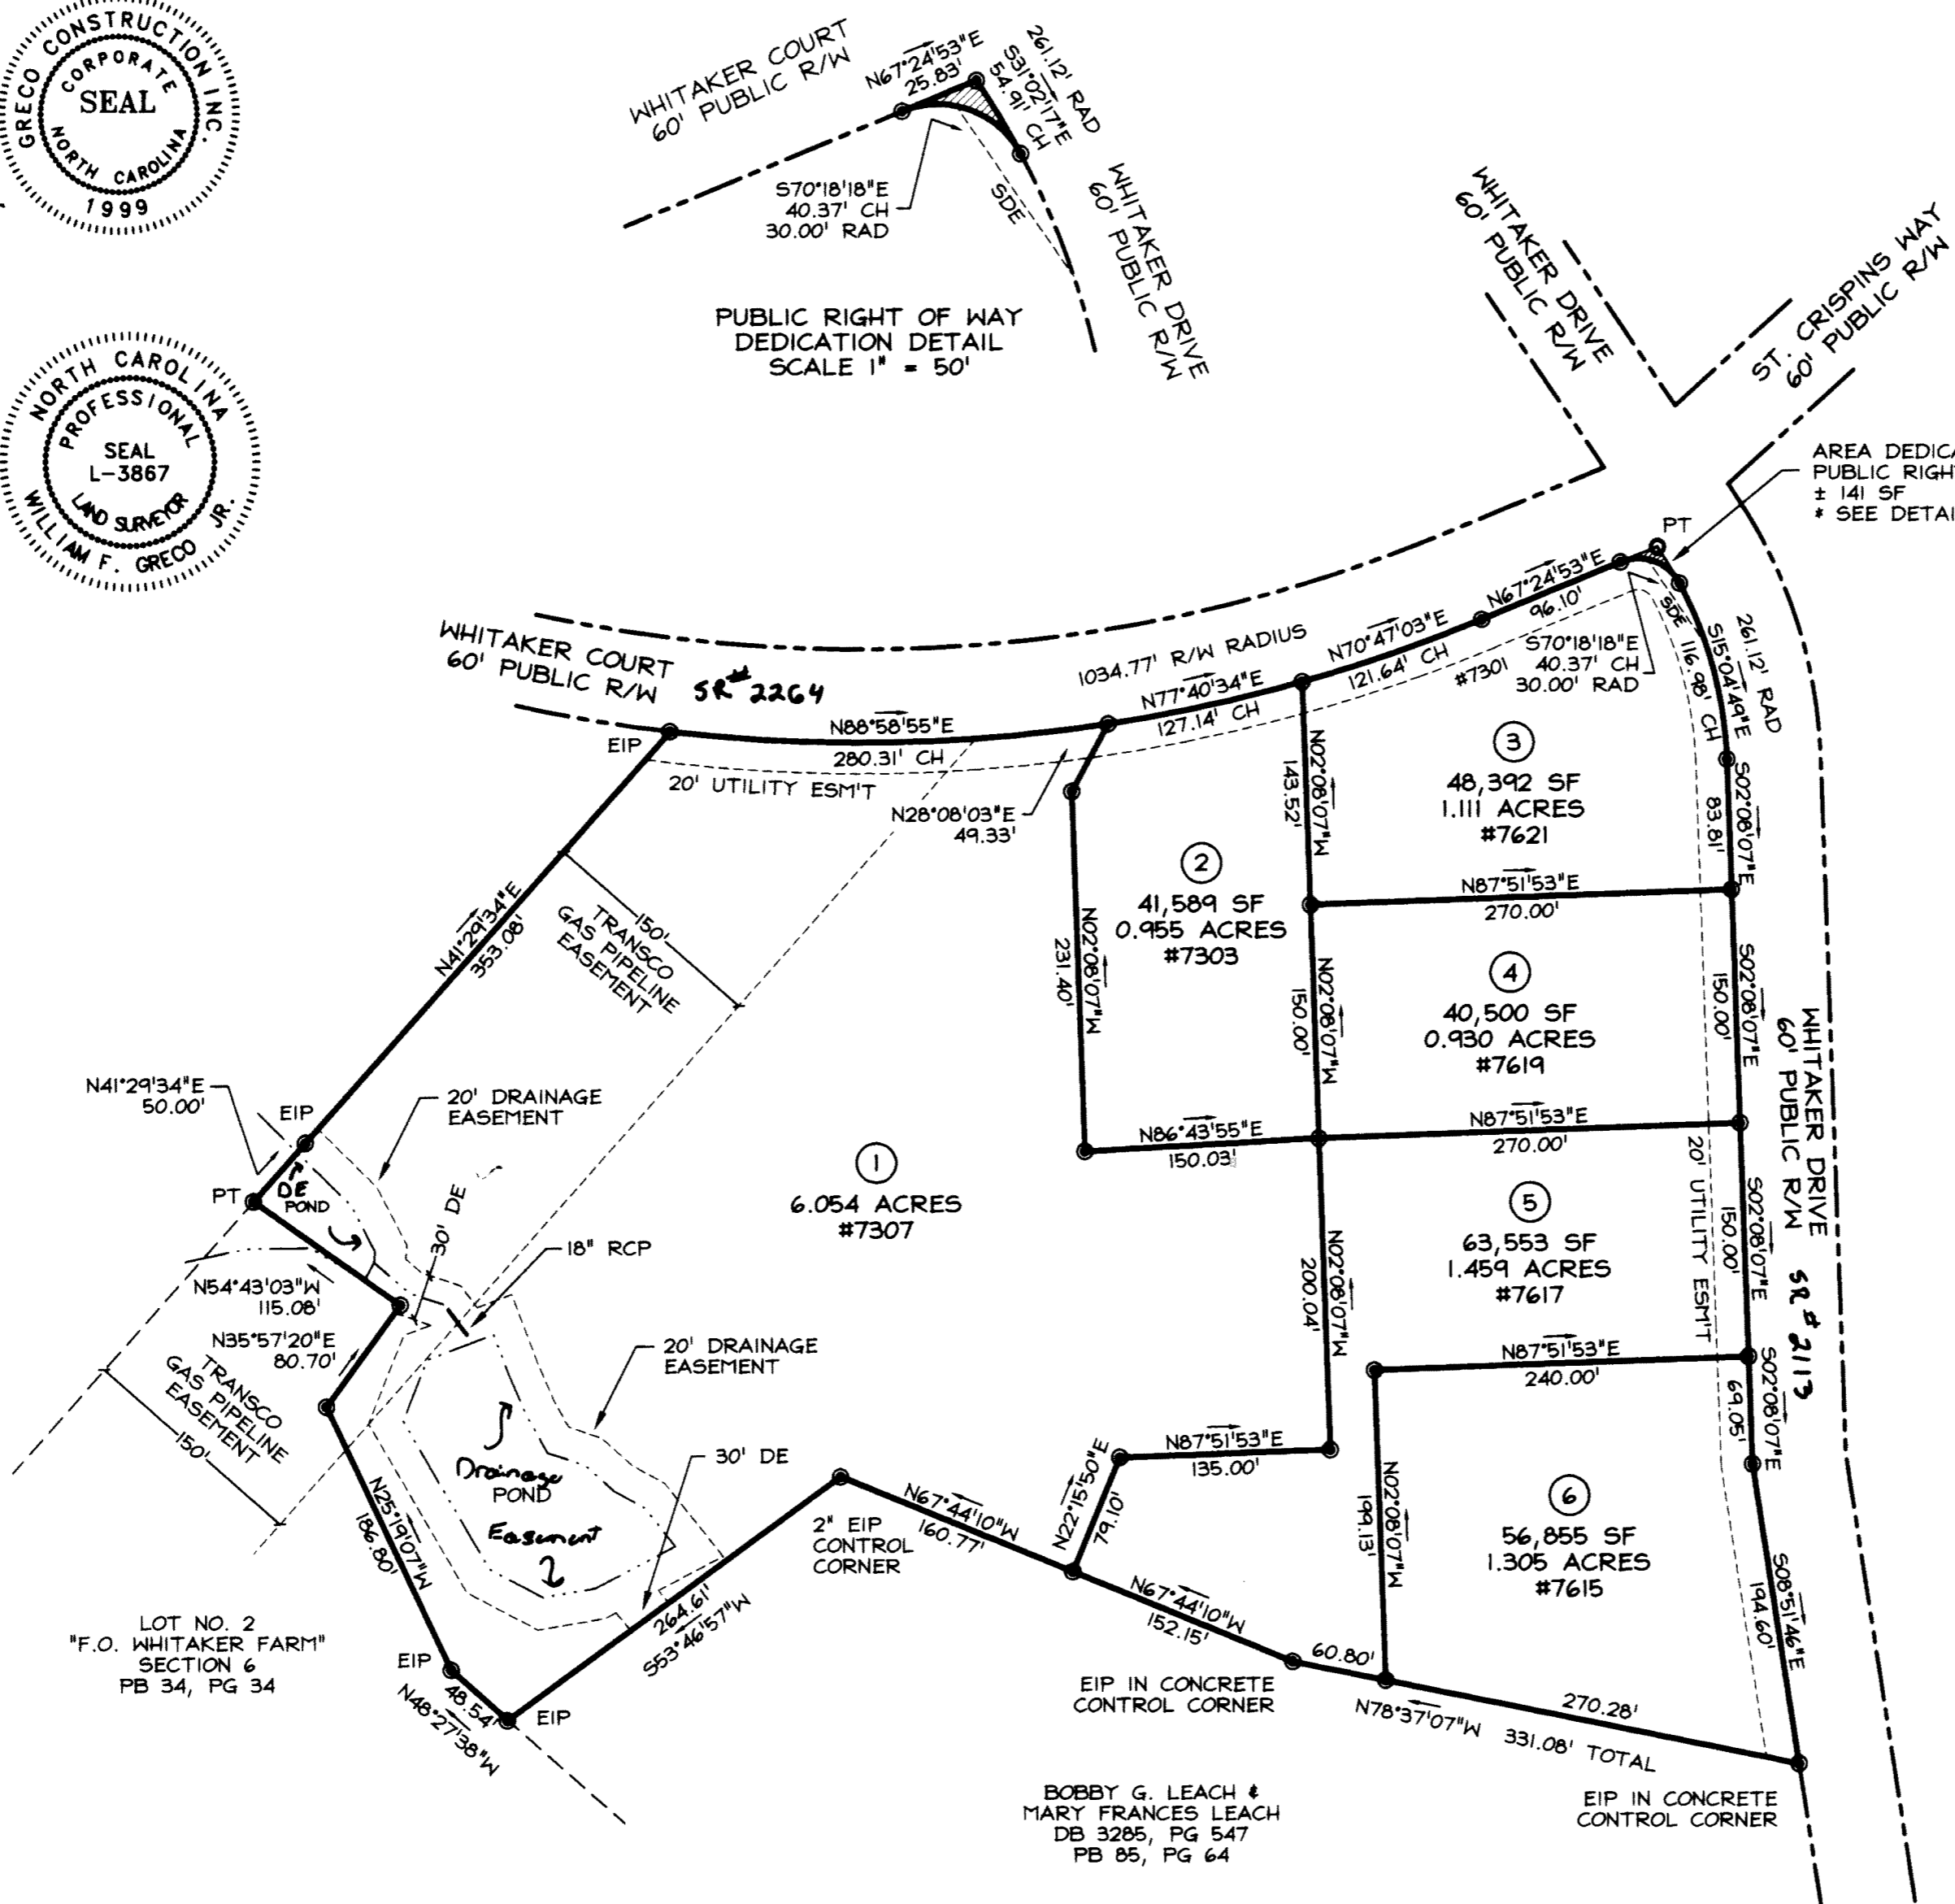 GRECO CONSTRUCTION INC.
CORPORATE
SEAL
NORTH CAROLINA
1999
NORTH CAROLINA
PROFESSIONAL
SEAL
L-3867
LAND SURVEYOR
WILLIAM F. GRECO JR.
WHITAKER COURT
60' PUBLIC R/W
N67°24'53"E
25.83'
261.12' RAD
S31°02'17"E
54.91' CH
S70°18'18"E
40.37' CH
30.00' RAD
SDE
WHITAKER DRIVE
60' PUBLIC R/W
PUBLIC RIGHT OF WAY
DEDICATION DETAIL
SCALE 1" = 50'
WHITAKER DRIVE
60' PUBLIC R/W
ST. CRISPINS WAY
60' PUBLIC R/W
AREA DEDICA
PUBLIC RIGH
± 141 SF
* SEE DETAI
PT
WHITAKER COURT
60' PUBLIC R/W SR# 2264
1034.77' R/W RADIUS
EIP
N88°58'55"E
280.31' CH
20' UTILITY ESM'T
N77°40'34"E
127.14' CH
N70°47'03"E
121.64' CH
N67°24'53"E
96.10'
#7301
S70°18'18"E
40.37' CH
30.00' RAD
SDE
261.12' RAD
S15°04'49"E
116.98' CH
S02°08'07"E
83.81'
N28°08'03"E
49.33'
N02°08'07"W
143.52'
3
48,392 SF
1.111 ACRES
#7621
N87°51'53"E
270.00'
2
41,589 SF
0.955 ACRES
#7303
N02°08'07"W
231.40'
N02°08'07"W
150.00'
4
40,500 SF
0.930 ACRES
#7619
S02°08'07"E
150.00'
N41°29'34"E
353.08'
150'
TRANSCO
GAS PIPELINE
EASEMENT
N41°29'34"E
50.00'
EIP
20' DRAINAGE
EASEMENT
PT
DE
POND
30' DE
18" RCP
N54°43'03"W
115.08'
N35°57'20"E
80.70'
TRANSCO
GAS PIPELINE
EASEMENT
150'
1
6.054 ACRES
#7307
N86°43'55"E
150.03'
N87°51'53"E
270.00'
5
63,553 SF
1.459 ACRES
#7617
N02°08'07"W
200.04'
20' UTILITY ESM'T
S02°08'07"E
150.00'
WHITAKER DRIVE
60' PUBLIC R/W SR# 2113
N87°51'53"E
240.00'
S02°08'07"E
69.05'
20' DRAINAGE
EASEMENT
30' DE
Drainage
POND
Easement
N25°19'07"W
186.80'
264.61'
S53°46'57"W
2" EIP
CONTROL
CORNER
N67°44'10"W
160.77'
N22°15'50"E
79.10'
N87°51'53"E
135.00'
N02°08'07"W
199.13'
6
56,855 SF
1.305 ACRES
#7615
S08°51'46"E
194.60'
LOT NO. 2
"F.O. WHITAKER FARM"
SECTION 6
PB 34, PG 34
EIP
48.54'
N48°27'38"W
EIP
N67°44'10"W
152.15'
60.80'
EIP IN CONCRETE
CONTROL CORNER
270.28'
N78°37'07"W 331.08' TOTAL
BOBBY G. LEACH &
MARY FRANCES LEACH
DB 3285, PG 547
PB 85, PG 64
EIP IN CONCRETE
CONTROL CORNER